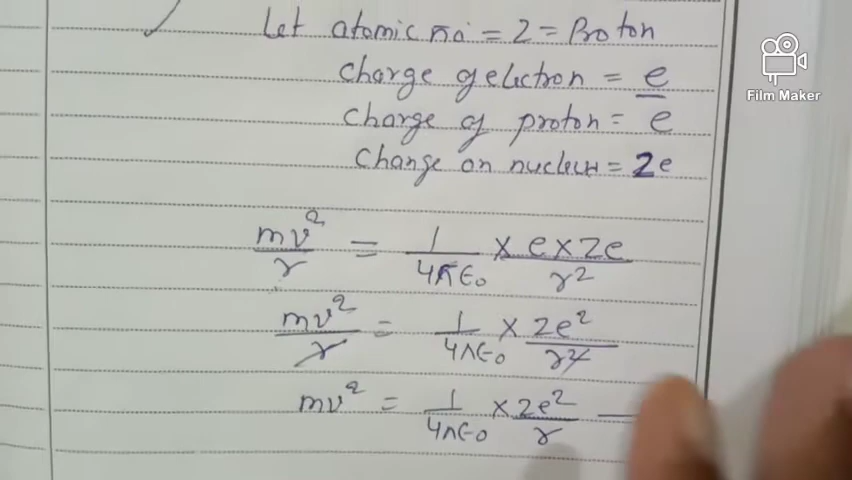 Let atomic no = Z = Proton
Charge of electron = e
Charge of proton = e
Charge on nucleus = Ze
mv²/r = 1/4πϵ₀ × e × Ze/r²
mv²/r = 1/4πϵ₀ × Ze²/r²
mv² = 1/4πϵ₀ × Ze²/r —
Film Maker